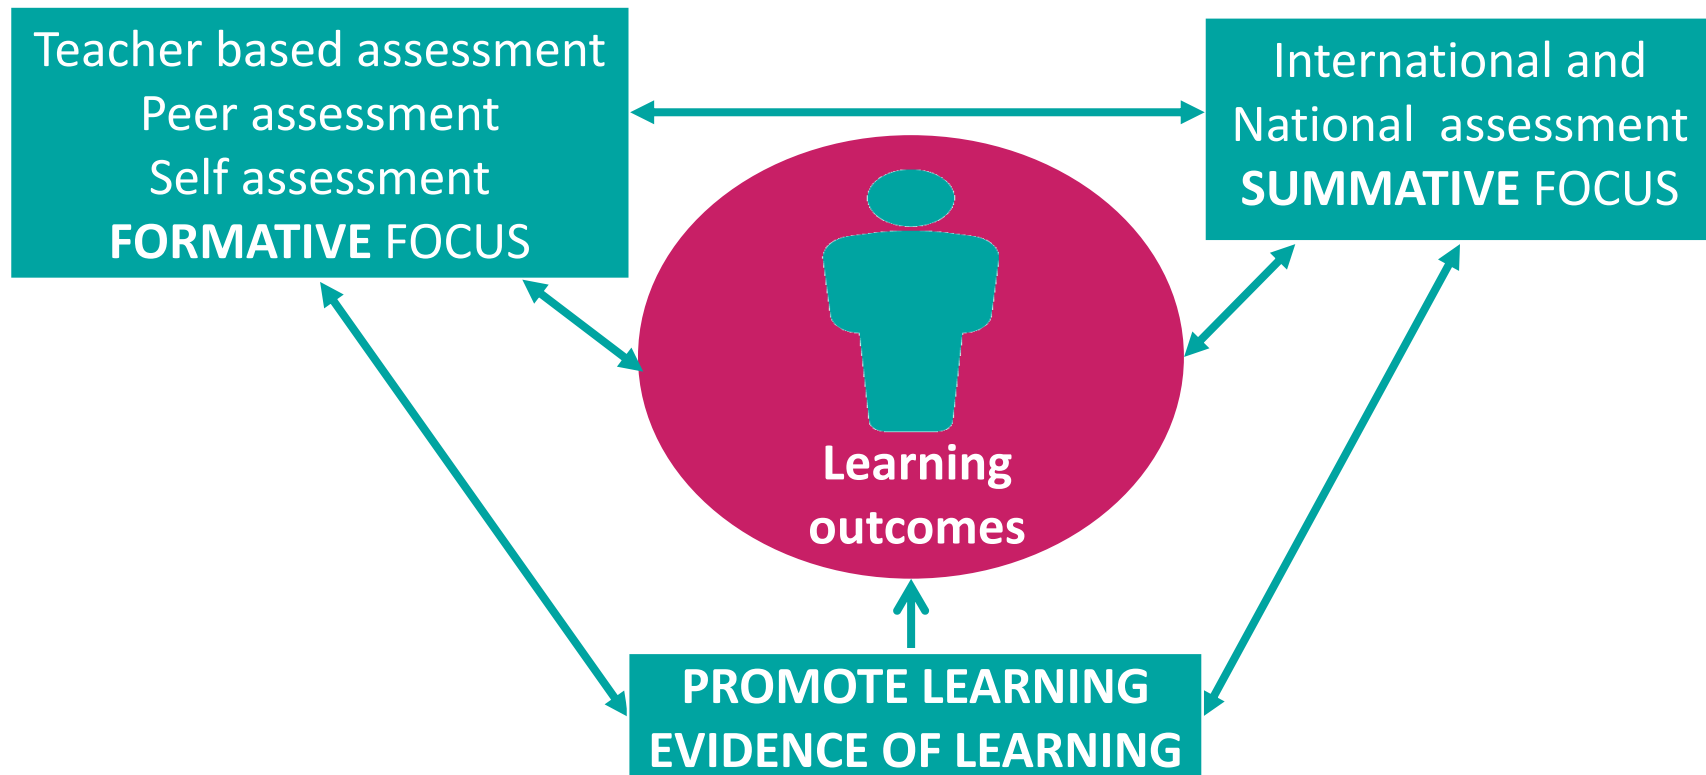 Teacher based assessment
Peer assessment
Self assessment
FORMATIVE FOCUS
International and
National assessment
SUMMATIVE FOCUS
Learning
outcomes
PROMOTE LEARNING
EVIDENCE OF LEARNING